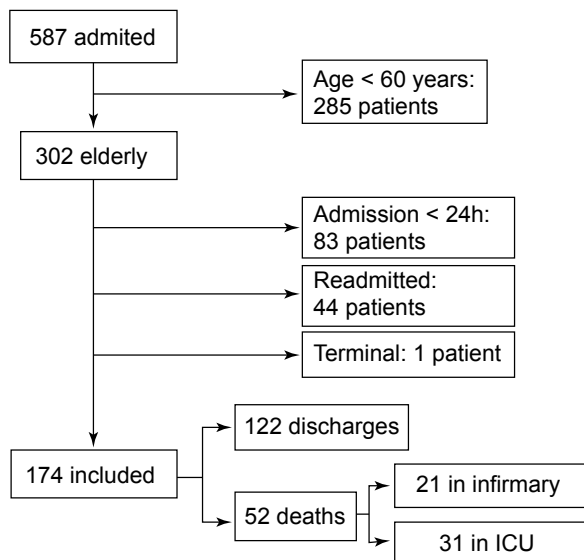 587 admited
Age < 60 years:
285 patients
302 elderly
Admission < 24h:
83 patients
Readmitted:
44 patients
Terminal: 1 patient
122 discharges
174 included
21 in infirmary
52 deaths
31 in ICU